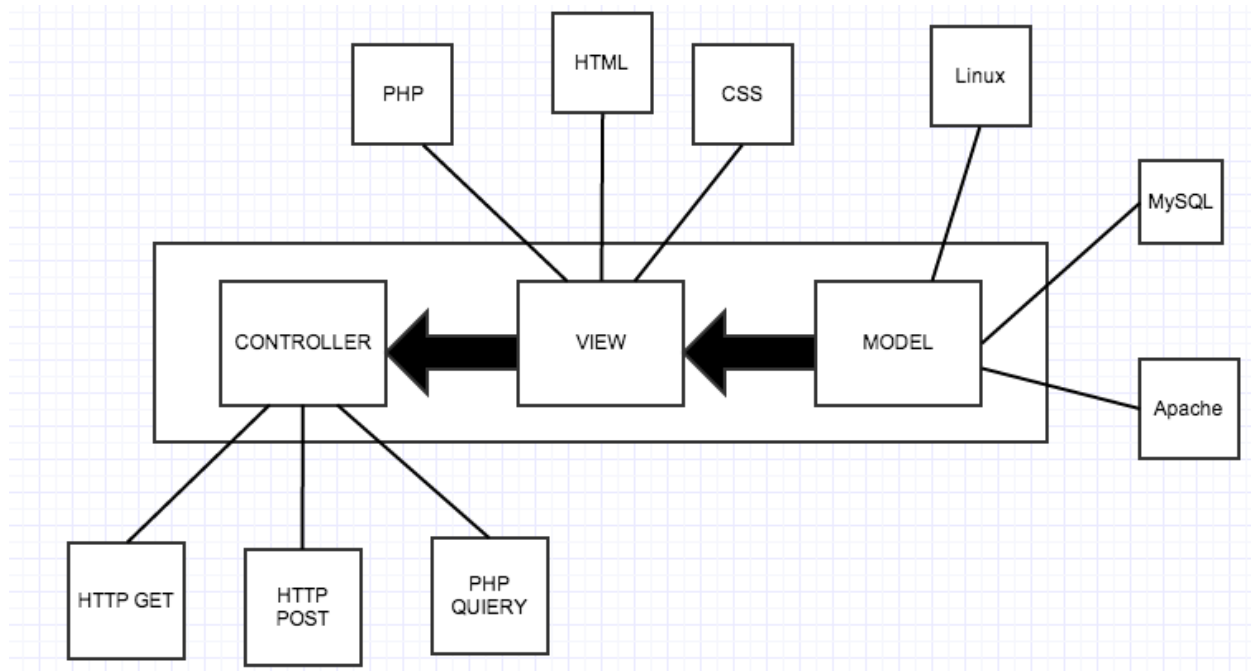 HTML
PHP
CSS
Linux
MySQL
CONTROLLER
VIEW
MODEL
Apache
HTTP GET
HTTP
POST
PHP
QUIERY